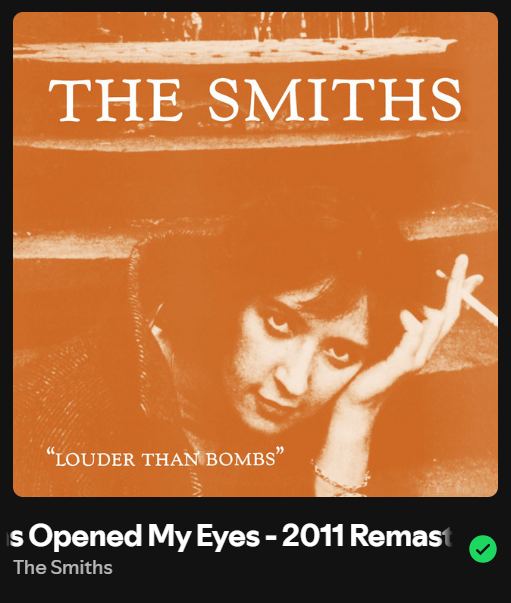 THE SMITHS
“LOUDER THAN BOMBS”
s Opened My Eyes - 2011 Remast
The Smiths